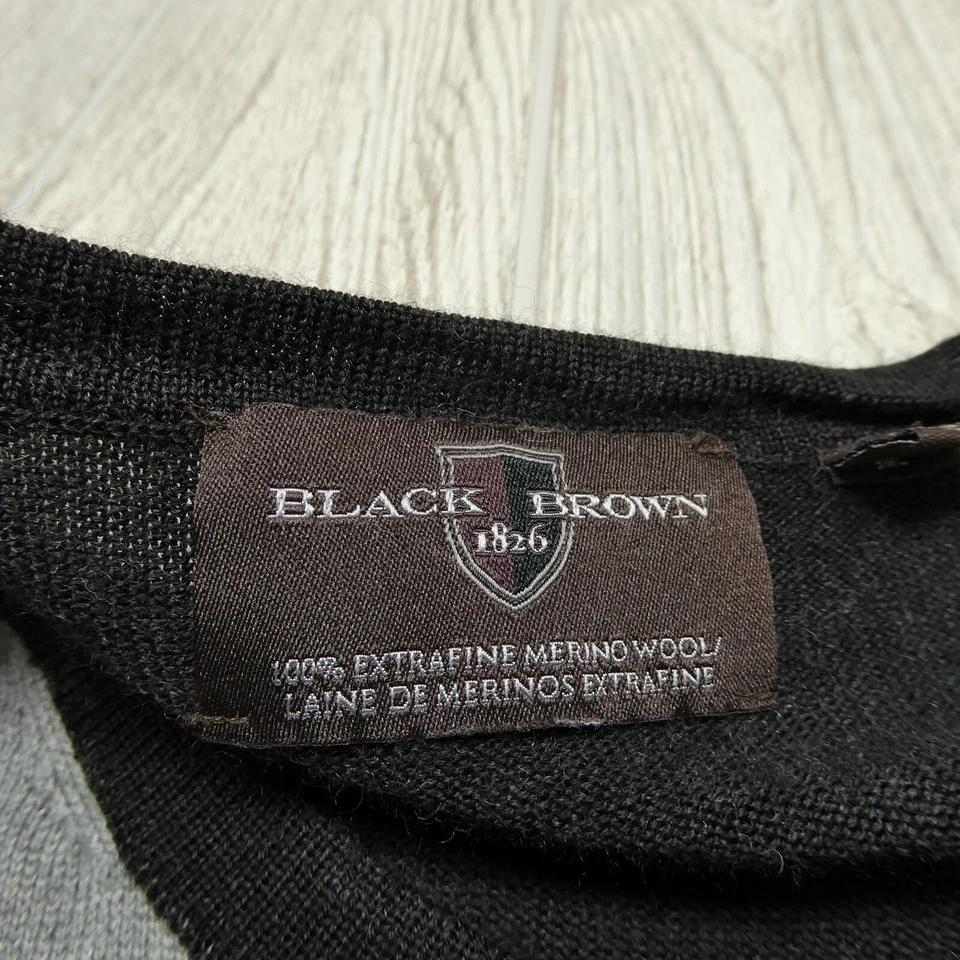 BLACK BROWN
1826
100% EXTRAFINE MERINO WOOL/
LAINE DE MERINOS EXTRAFINE